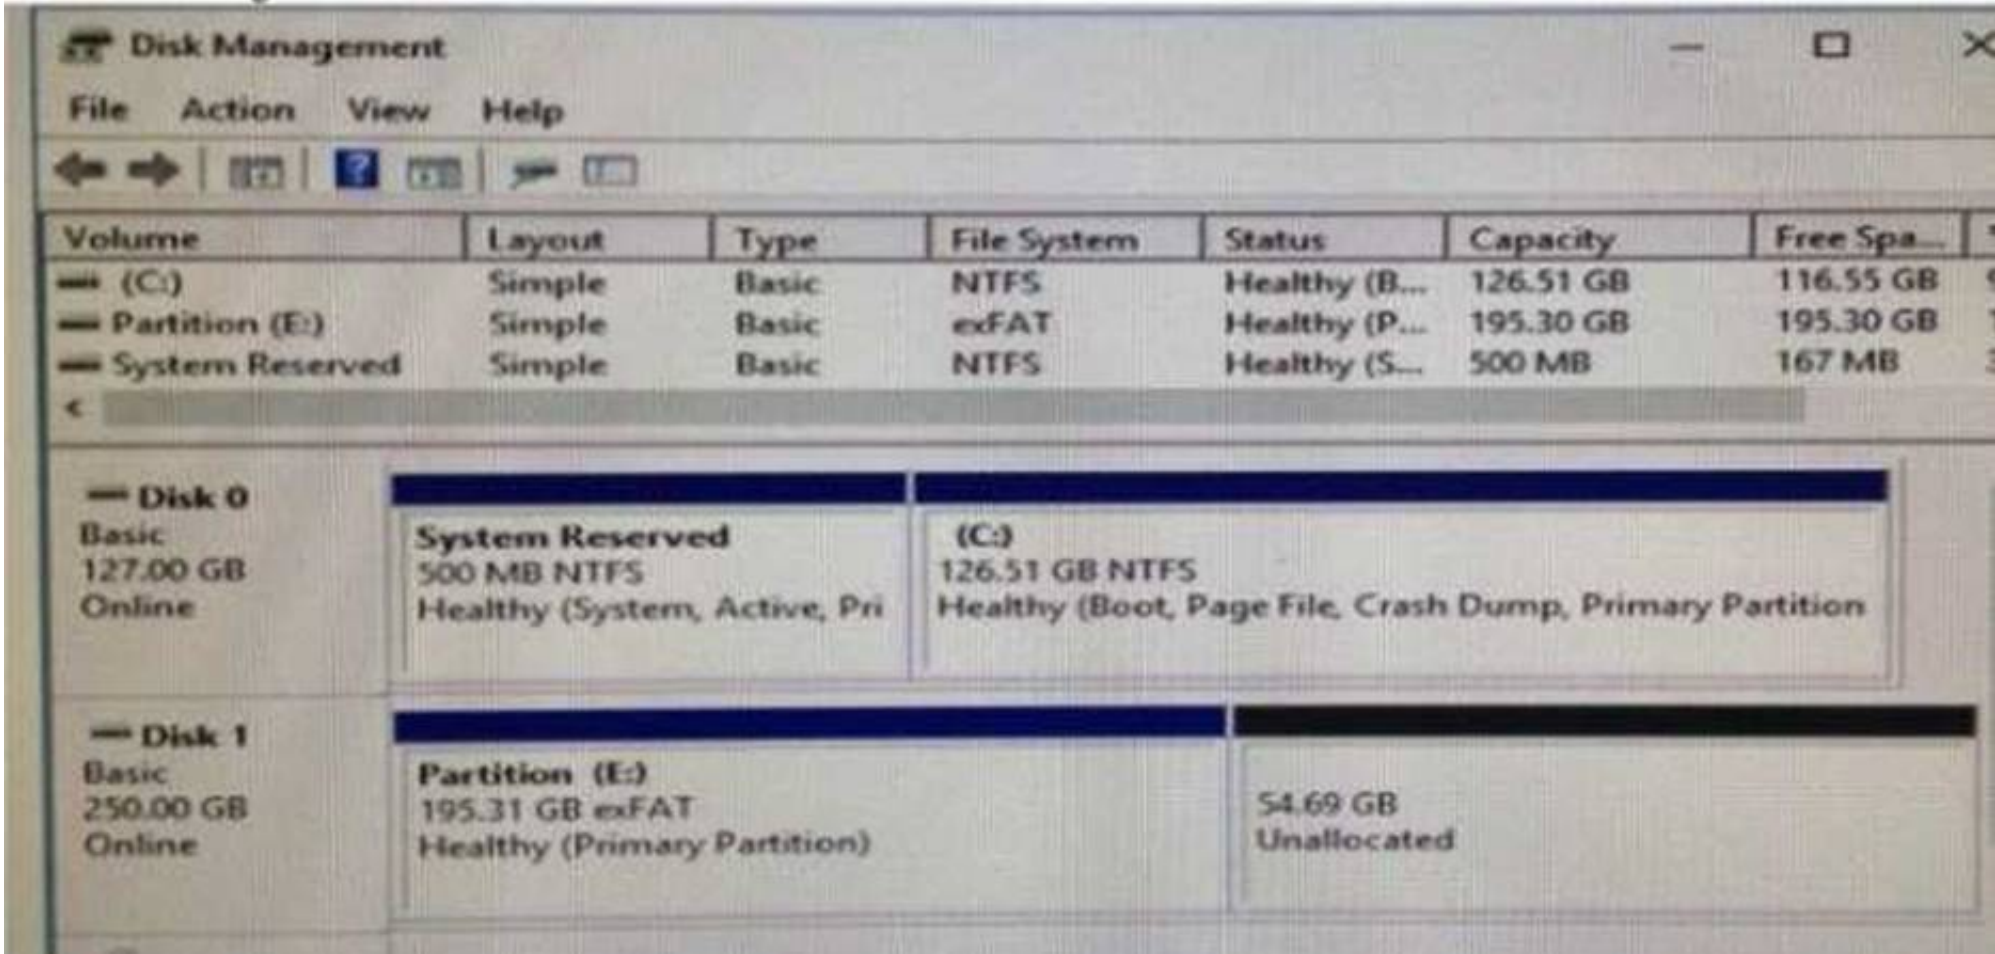 Disk Management
File Action View Help
Volume Layout Type File System Status Capacity Free Spa...
(C:) Simple Basic NTFS Healthy (B... 126.51 GB 116.55 GB
Partition (E:) Simple Basic exFAT Healthy (P... 195.30 GB 195.30 GB
System Reserved Simple Basic NTFS Healthy (S... 500 MB 167 MB
Disk 0
Basic
127.00 GB
Online
System Reserved
500 MB NTFS
Healthy (System, Active, Pri
(C:)
126.51 GB NTFS
Healthy (Boot, Page File, Crash Dump, Primary Partition
Disk 1
Basic
250.00 GB
Online
Partition (E:)
195.31 GB exFAT
Healthy (Primary Partition)
54.69 GB
Unallocated